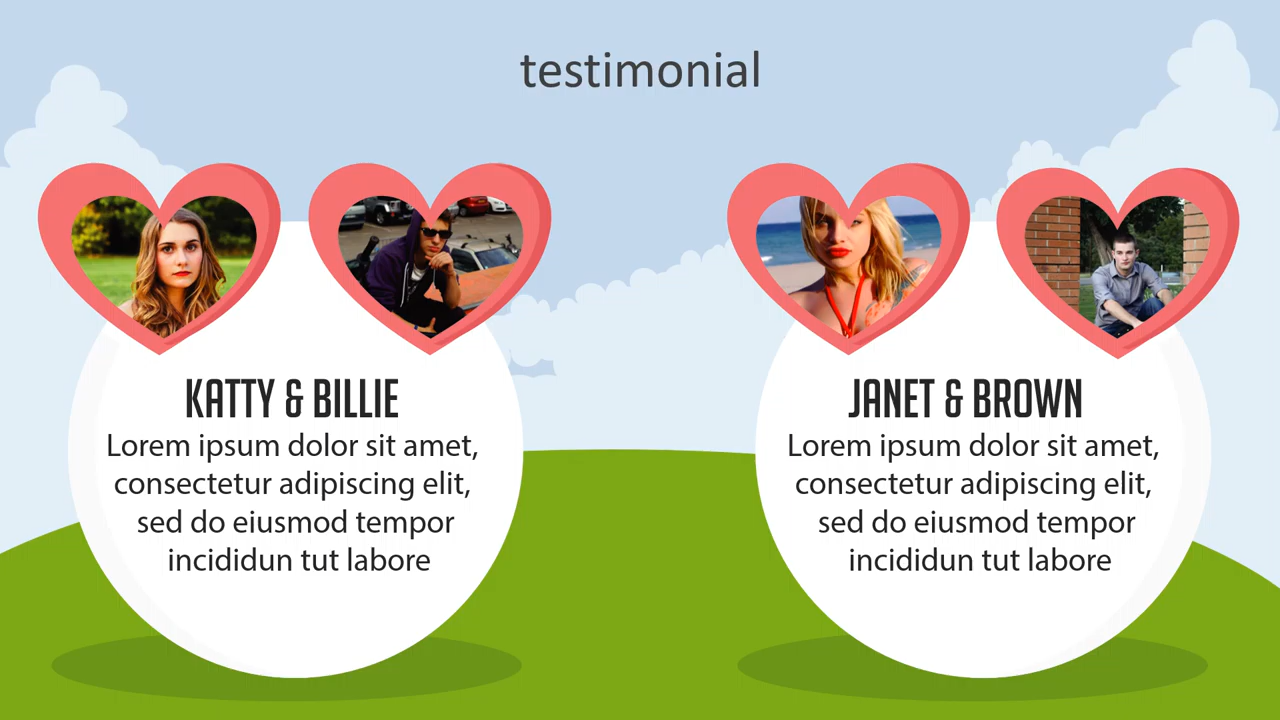 testimonial
KATTY & BILLIE
Lorem ipsum dolor sit amet,
consectetur adipiscing elit,
sed do eiusmod tempor
incididun tut labore
JANET & BROWN
Lorem ipsum dolor sit amet,
consectetur adipiscing elit,
sed do eiusmod tempor
incididun tut labore